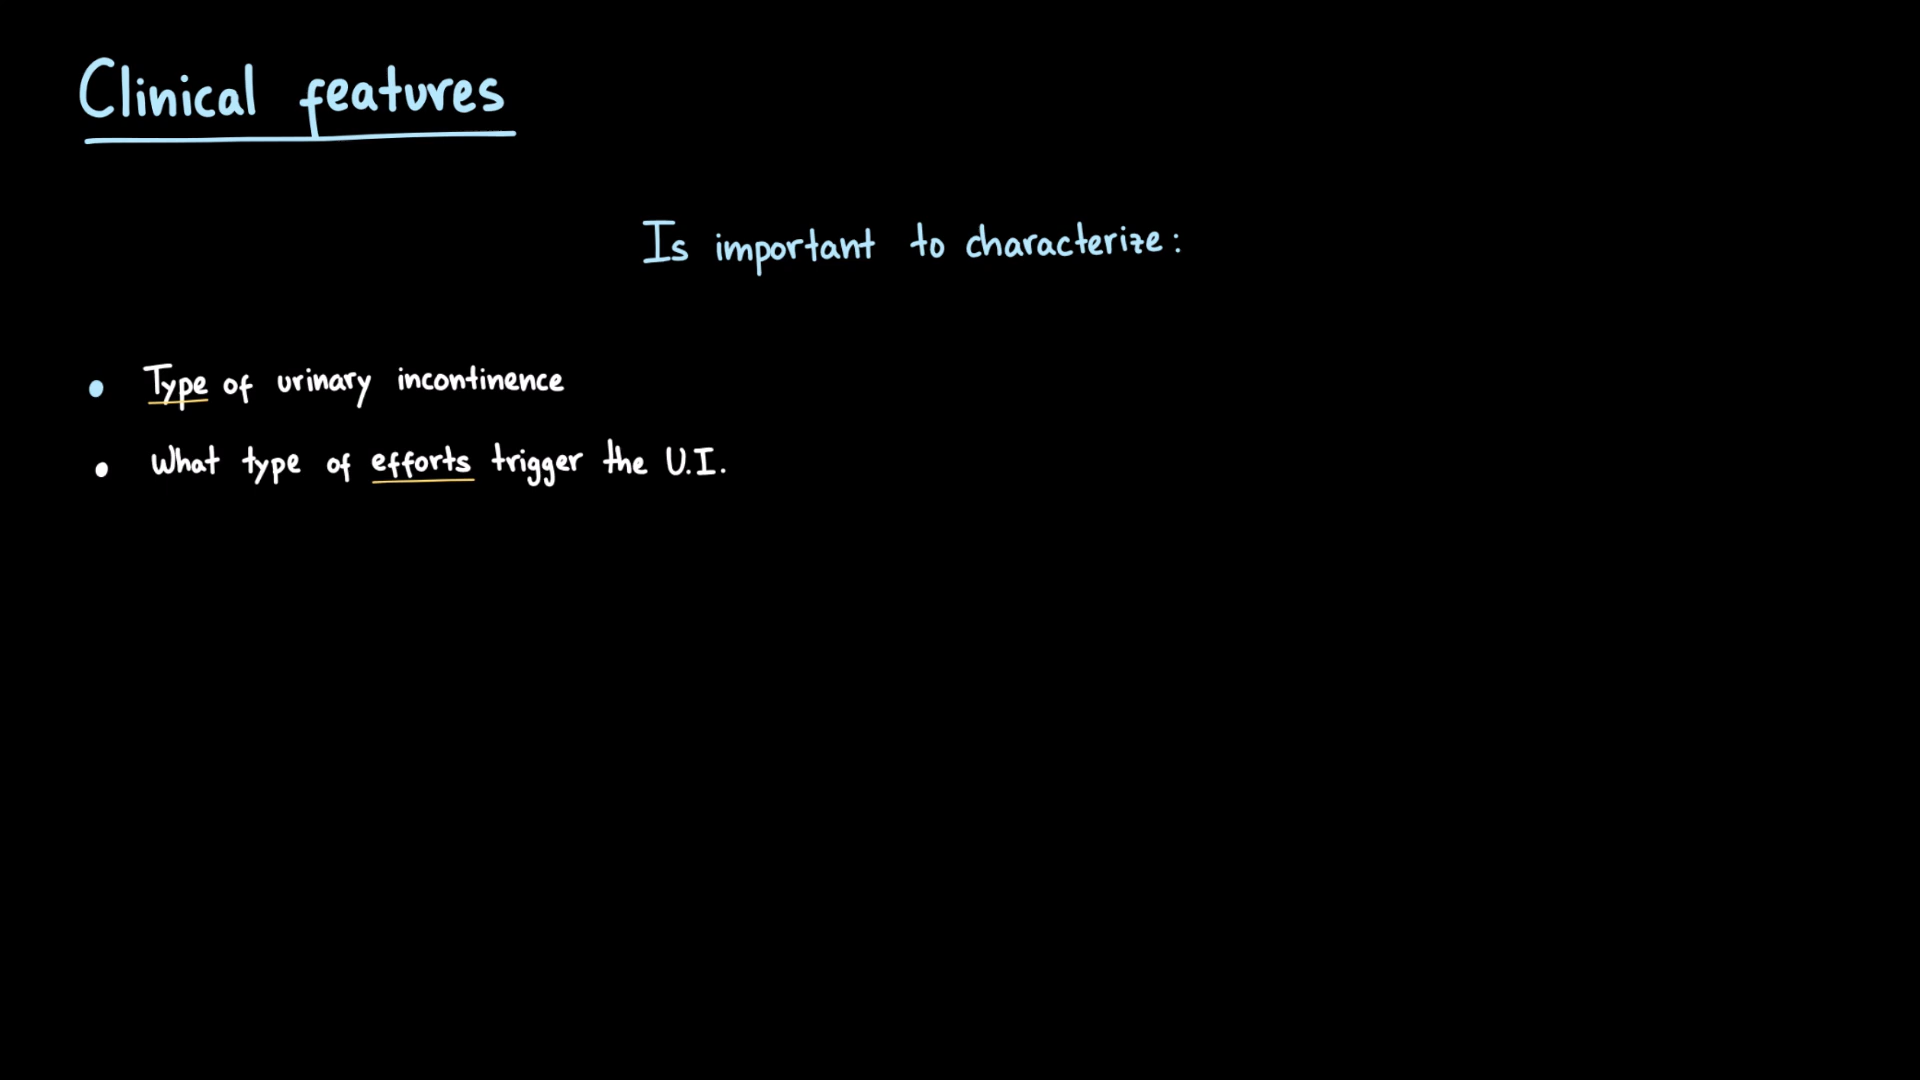 Clinical features
Is important to characterize:
• Type of urinary incontinence
• What type of efforts trigger the U.I.